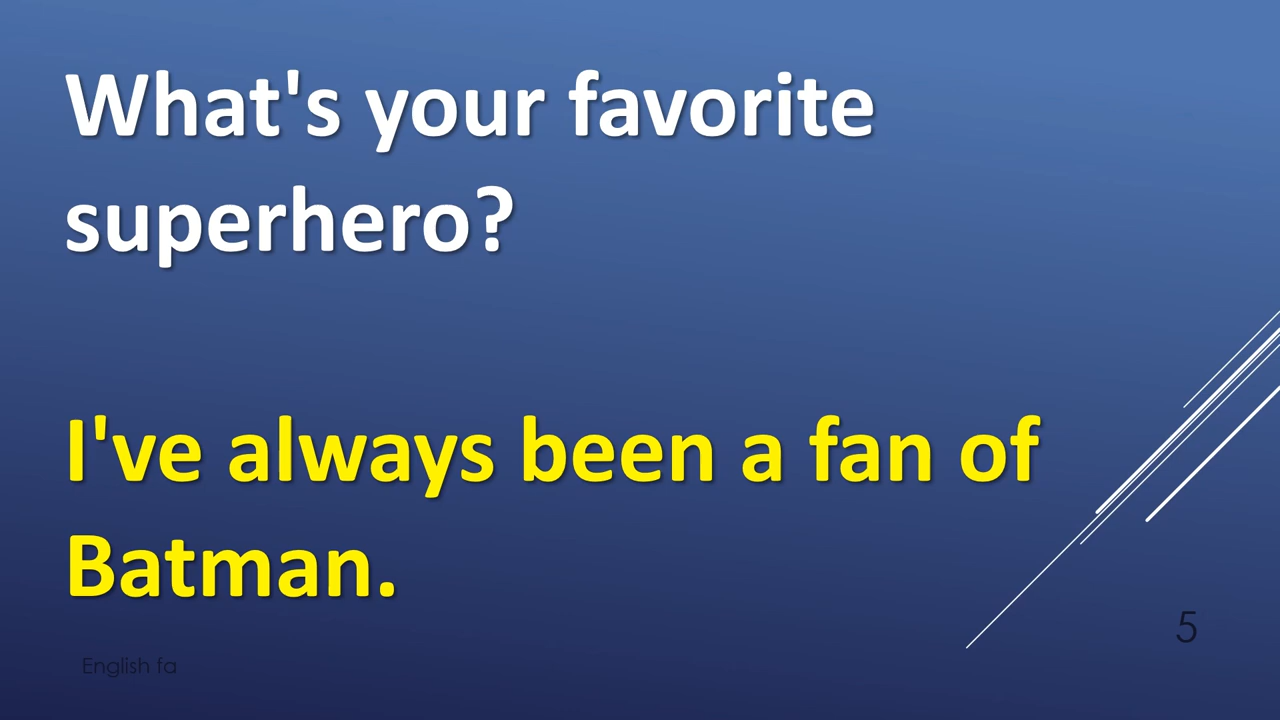 What's your favorite
superhero?
I've always been a fan of
Batman.
5
English fa